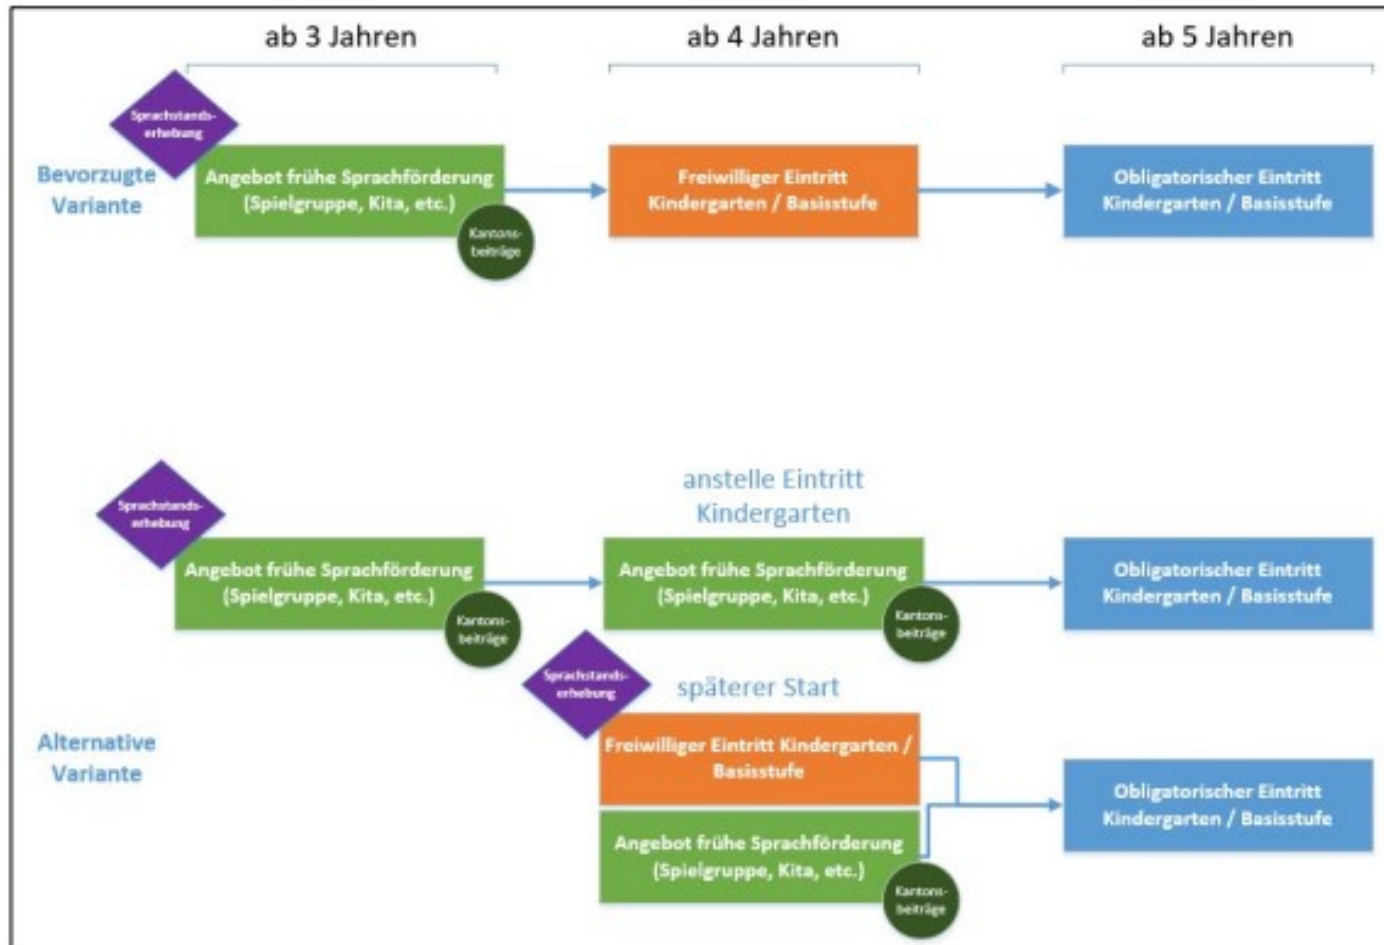 ab 3 Jahren
ab 4 Jahren
ab 5 Jahren
Sprachstands-
erhebung
Bevorzugte
Variante
Angebot frühe Sprachförderung
(Spielgruppe, Kita, etc.)
Kantons-
beiträge
Freiwilliger Eintritt
Kindergarten / Basisstufe
Obligatorischer Eintritt
Kindergarten / Basisstufe
anstelle Eintritt
Kindergarten
Sprachstands-
erhebung
Angebot frühe Sprachförderung
(Spielgruppe, Kita, etc.)
Kantons-
beiträge
Angebot frühe Sprachförderung
(Spielgruppe, Kita, etc.)
Kantons-
beiträge
Obligatorischer Eintritt
Kindergarten / Basisstufe
Alternative
Variante
Sprachstands-
erhebung
späterer Start
Freiwilliger Eintritt Kindergarten /
Basisstufe
Angebot frühe Sprachförderung
(Spielgruppe, Kita, etc.)
Kantons-
beiträge
Obligatorischer Eintritt
Kindergarten / Basisstufe